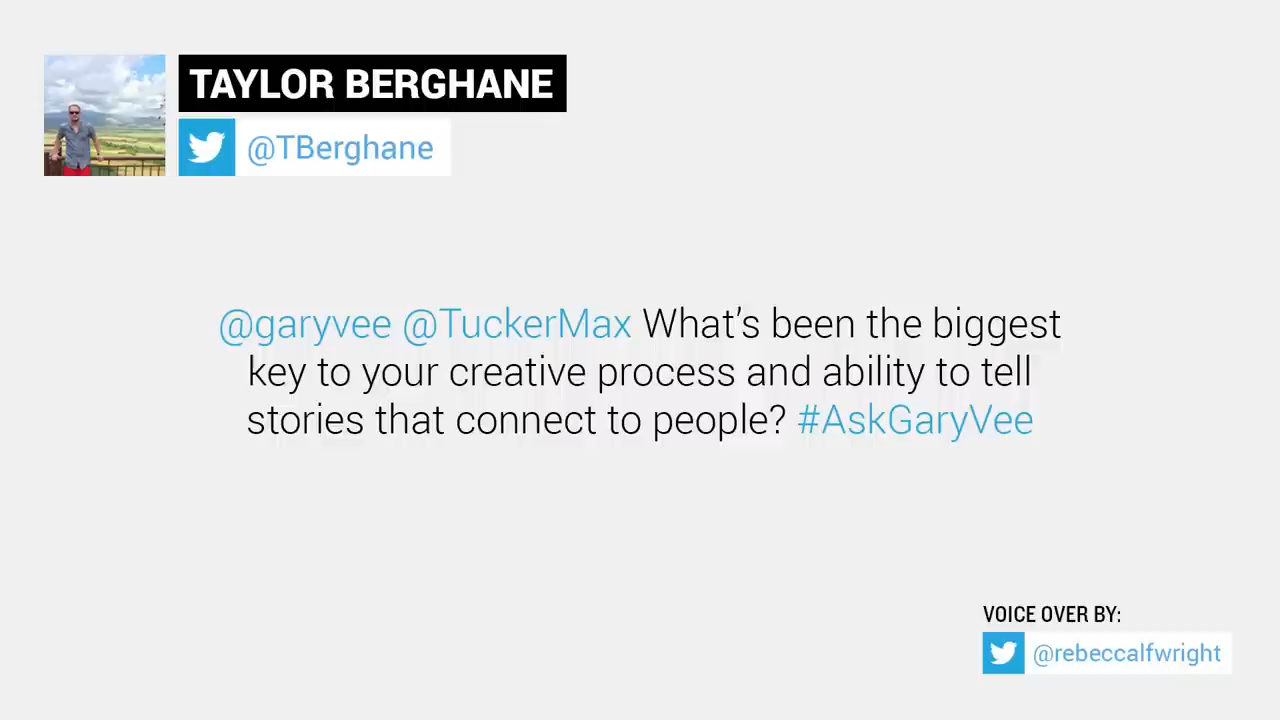 TAYLOR BERGHANE
@TBerghane
@garyvee @TuckerMax What's been the biggest
key to your creative process and ability to tell
stories that connect to people? #AskGaryVee
VOICE OVER BY:
@rebeccalfwright